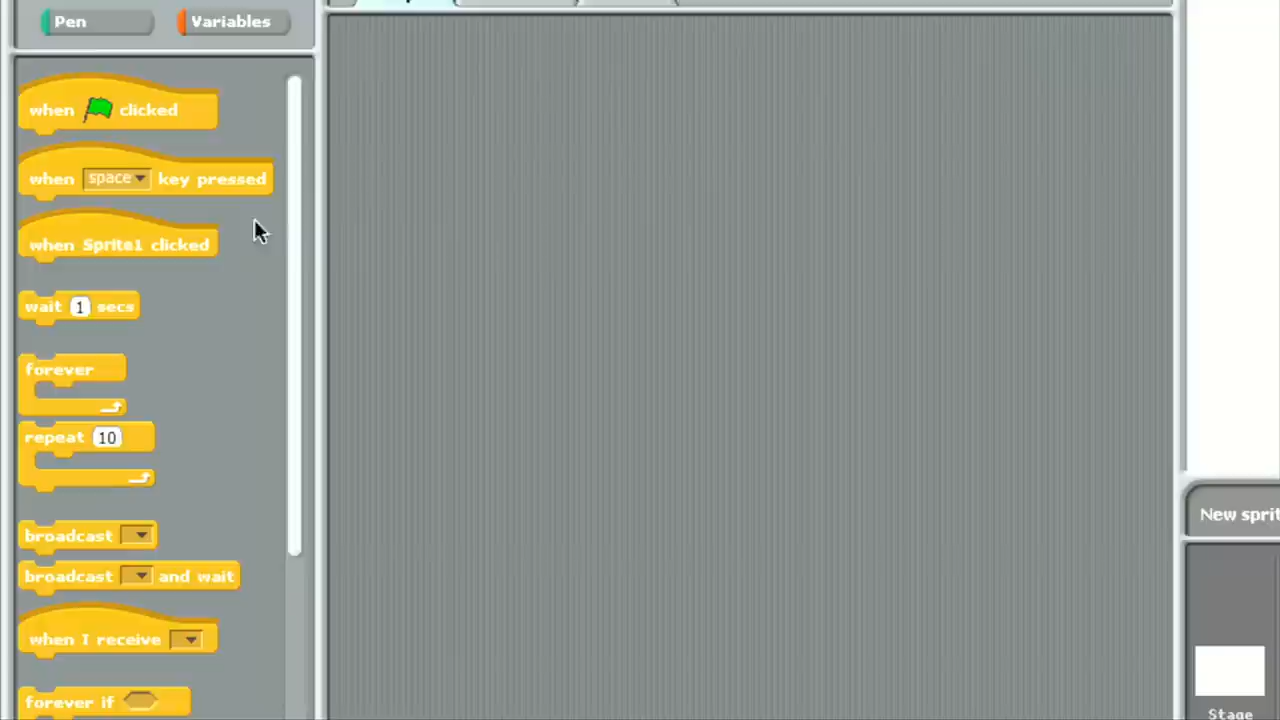 Pen Variables
when clicked
when space key pressed
when Sprite1 clicked
wait 1 secs
forever
repeat 10
broadcast
broadcast and wait
when I receive
forever if
New sprit
Stage